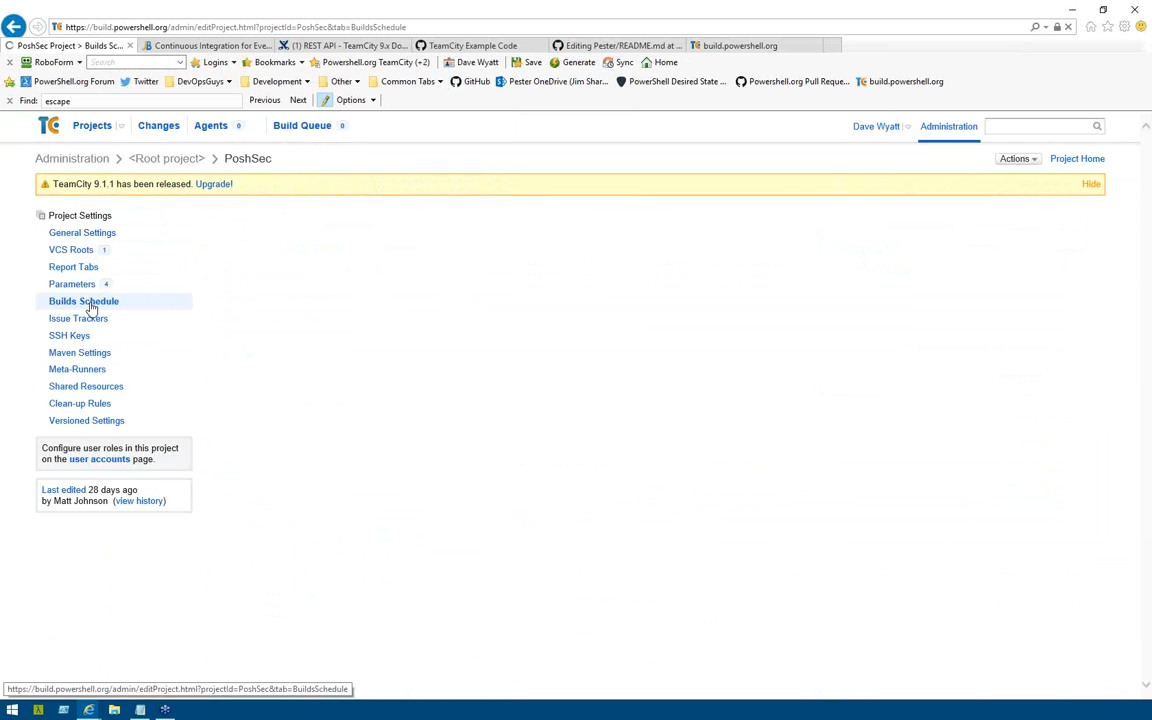 https://build.powershell.org/admin/editProject.html?projectId=PoshSec&tab=BuildsSchedule
PoshSec Project > Builds Sc...
Continuous Integration for Eve...
(1) REST API - TeamCity 9.x Do...
TeamCity Example Code
Editing Pester/README.md at ...
build.powershell.org
RoboForm
Search
Logins
Bookmarks
Powershell.org TeamCity (+2)
Dave Wyatt
Save
Generate
Sync
Home
PowerShell.org Forum
Twitter
DevOpsGuys
Development
Other
Common Tabs
GitHub
Pester OneDrive (Jim Shar...
PowerShell Desired State ...
Powershell.org Pull Reque...
build.powershell.org
Find: escape
Previous
Next
Options
TC
Projects
Changes
Agents 0
Build Queue 0
Dave Wyatt
Administration
Administration > <Root project> > PoshSec
Actions
Project Home
TeamCity 9.1.1 has been released. Upgrade!
Hide
Project Settings
General Settings
VCS Roots 1
Report Tabs
Parameters 4
Builds Schedule
Issue Trackers
SSH Keys
Maven Settings
Meta-Runners
Shared Resources
Clean-up Rules
Versioned Settings
Configure user roles in this project
on the user accounts page.
Last edited 28 days ago
by Matt Johnson (view history)
https://build.powershell.org/admin/editProject.html?projectId=PoshSec&tab=BuildsSchedule